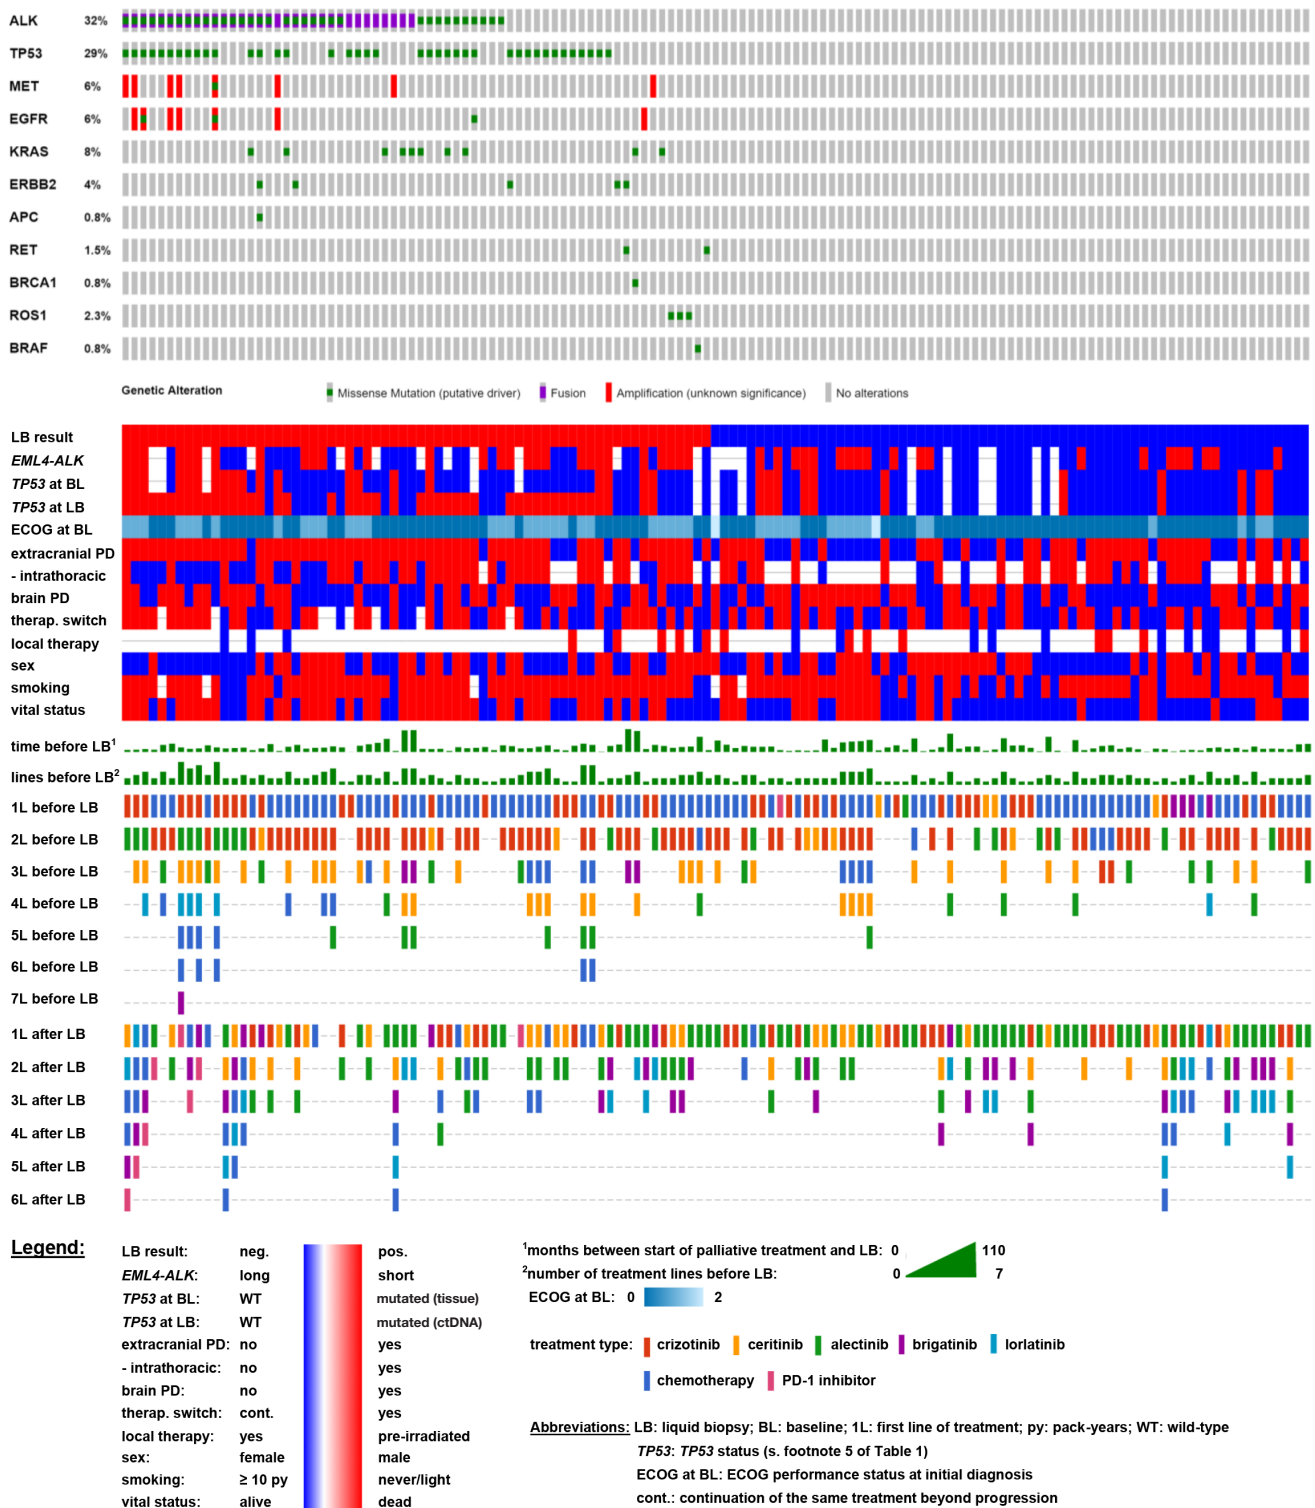 ALK 32%
TP53 29%
MET 6%
EGFR 6%
KRAS 8%
ERBB2 4%
APC 0.8%
RET 1.5%
BRCA1 0.8%
ROS1 2.3%
BRAF 0.8%
Genetic Alteration Missense Mutation (putative driver) Fusion Amplification (unknown significance) No alterations
LB result
EML4-ALK
TP53 at BL
TP53 at LB
ECOG at BL
extracranial PD
- intrathoracic
brain PD
therap. switch
local therapy
sex
smoking
vital status
time before LB¹
lines before LB²
1L before LB
2L before LB
3L before LB
4L before LB
5L before LB
6L before LB
7L before LB
1L after LB
2L after LB
3L after LB
4L after LB
5L after LB
6L after LB
Legend:
LB result: neg. pos.
EML4-ALK: long short
TP53 at BL: WT mutated (tissue)
TP53 at LB: WT mutated (ctDNA)
extracranial PD: no yes
- intrathoracic: no yes
brain PD: no yes
therap. switch: cont. yes
local therapy: yes pre-irradiated
sex: female male
smoking: ≥ 10 py never/light
vital status: alive dead
¹months between start of palliative treatment and LB: 0 110
²number of treatment lines before LB: 0 7
ECOG at BL: 0 2
treatment type: crizotinib ceritinib alectinib brigatinib lorlatinib
chemotherapy PD-1 inhibitor
Abbreviations: LB: liquid biopsy; BL: baseline; 1L: first line of treatment; py: pack-years; WT: wild-type
TP53: TP53 status (s. footnote 5 of Table 1)
ECOG at BL: ECOG performance status at initial diagnosis
cont.: continuation of the same treatment beyond progression